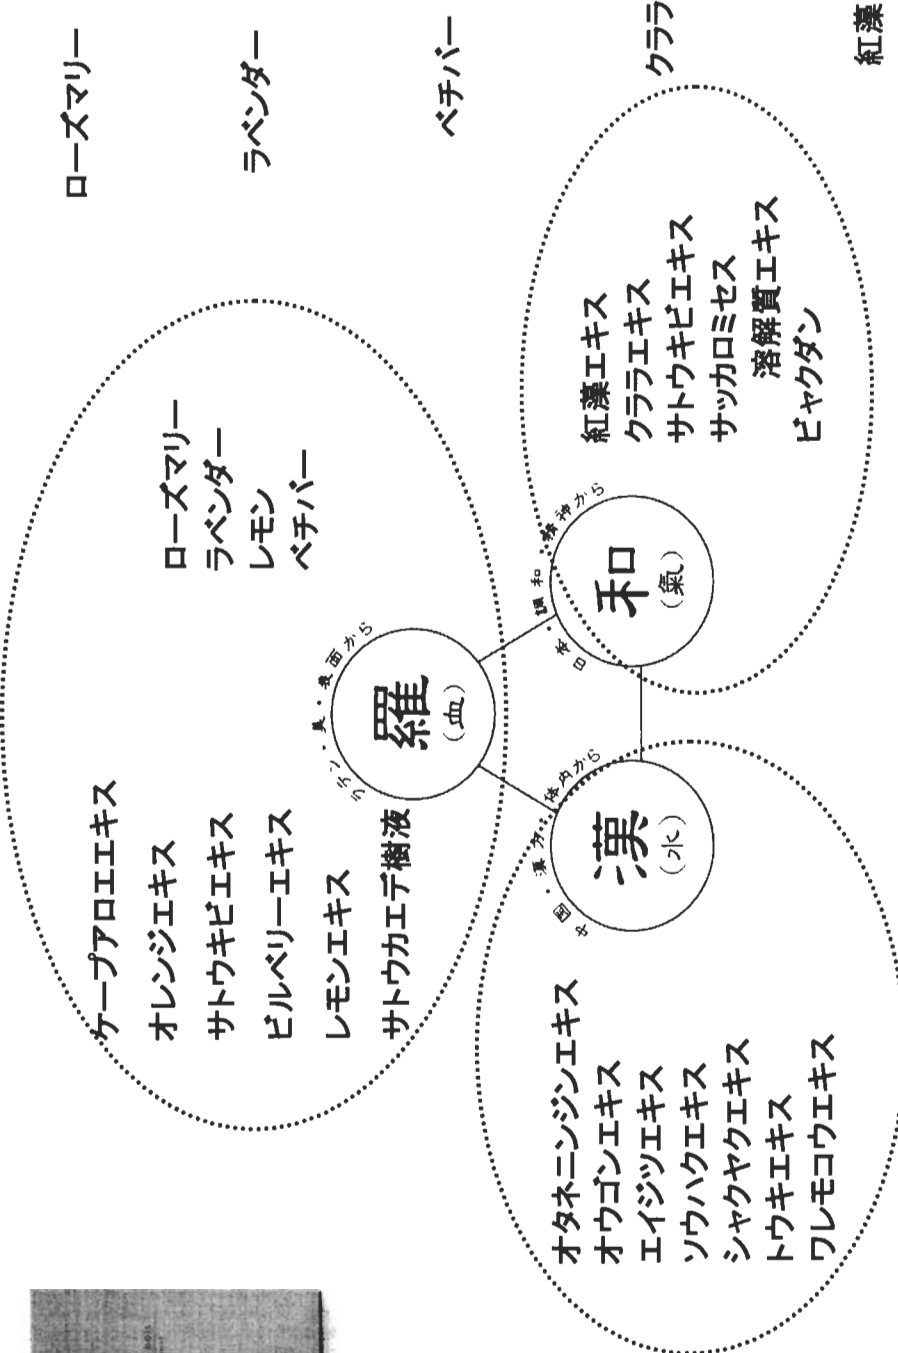 ケープアロエエキス
オレンジエキス
サトウキビエキス
ビルベリーエキス
レモンエキス
サトウカエデ樹液
ローズマリー
ラベンダー
レモン
ベチバー
ラテン・美・表面から
羅
(血)
中国・漢方・体内から
漢
(水)
日本・調和・精神から
和
(氣)
オタネニンジンエキス
オウゴンエキス
エイジツエキス
ソウハクエキス
シャクヤクエキス
トウキエキス
ワレモコウエキス
紅藻エキス
クララエキス
サトウキビエキス
サッカロミセス
溶解質エキス
ビャクダン
ローズマリー
ラベンダー
ベチバー
クララ
紅藻